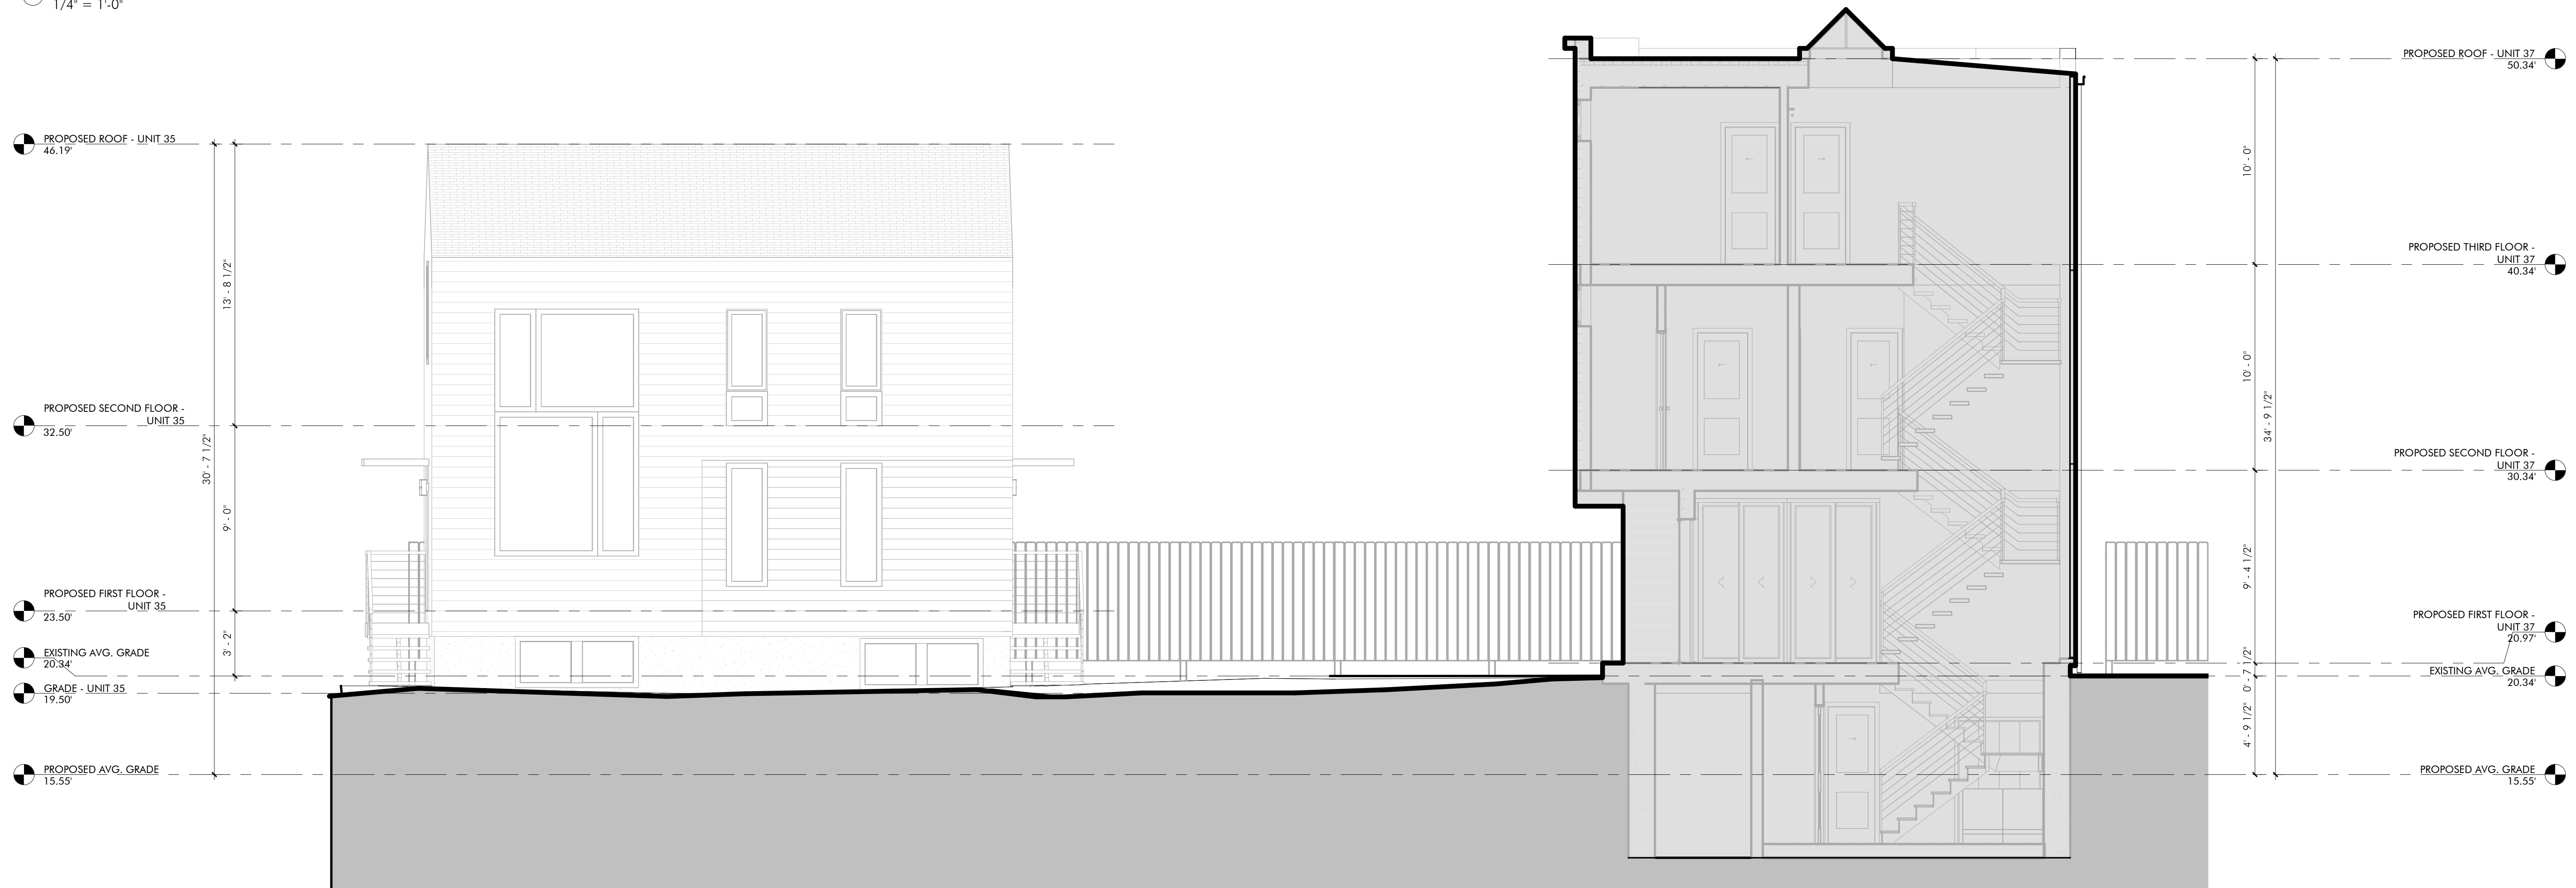 1/4" = 1'-0"
PROPOSED ROOF - UNIT 35
46.19'
PROPOSED SECOND FLOOR -
UNIT 35
32.50'
PROPOSED FIRST FLOOR -
UNIT 35
23.50'
EXISTING AVG. GRADE
20.34'
GRADE - UNIT 35
19.50'
PROPOSED AVG. GRADE
15.55'
30' - 7 1/2"
13' - 8 1/2"
9' - 0"
3' - 2"
10' - 0"
10' - 0"
9' - 4 1/2"
0' - 7 1/2"
4' - 9 1/2"
34' - 9 1/2"
PROPOSED ROOF - UNIT 37
50.34'
PROPOSED THIRD FLOOR -
UNIT 37
40.34'
PROPOSED SECOND FLOOR -
UNIT 37
30.34'
PROPOSED FIRST FLOOR -
UNIT 37
20.97'
EXISTING AVG. GRADE
20.34'
PROPOSED AVG. GRADE
15.55'